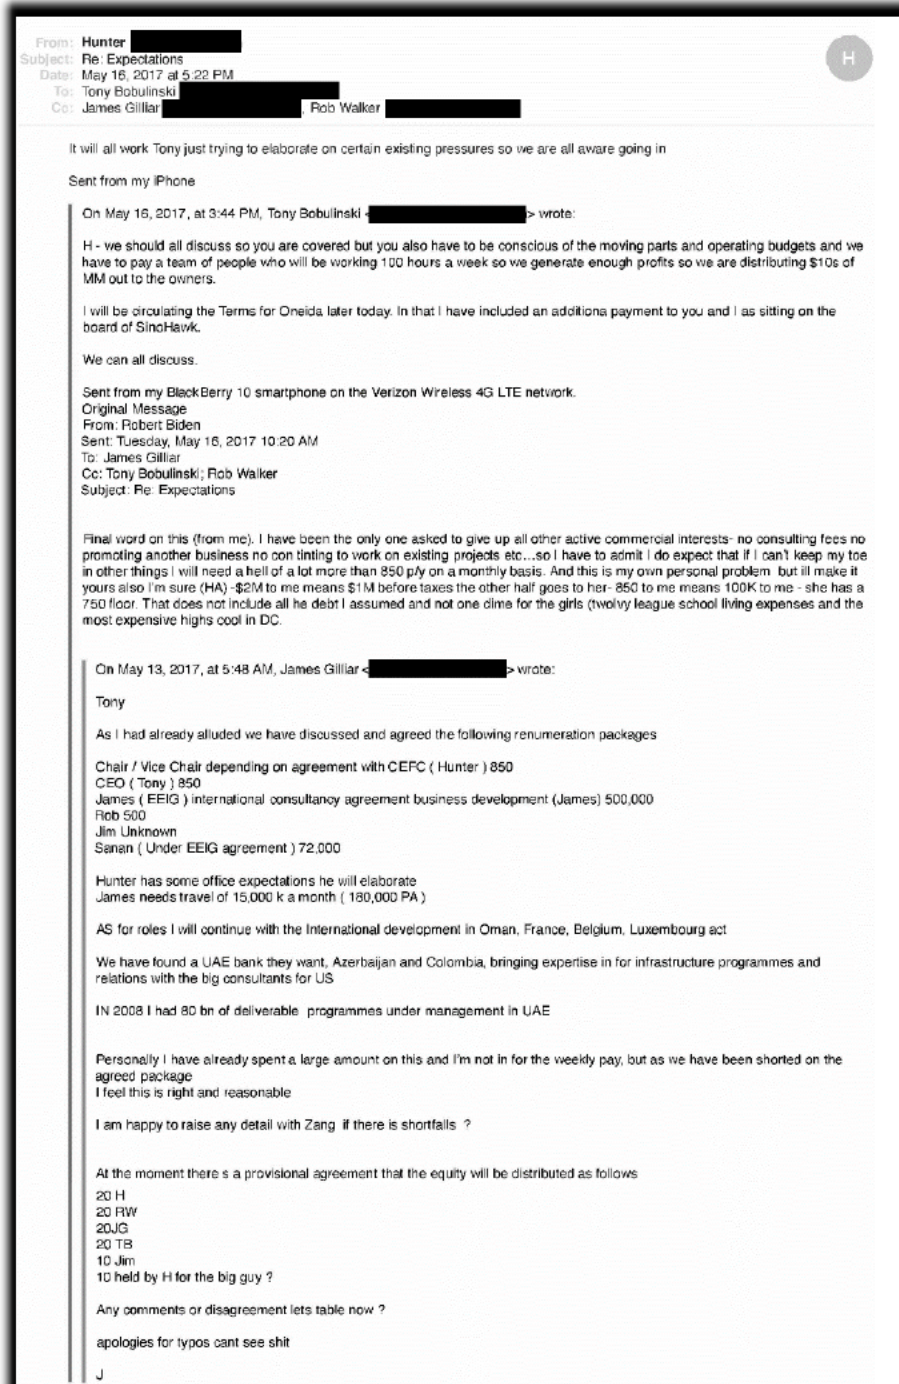 From: Hunter
H
Subject: Re: Expectations
Date: May 16, 2017 at 5:22 PM
To: Tony Bobulinski
Cc: James Gilliar , Rob Walker
It will all work Tony just trying to elaborate on certain existing pressures so we are all aware going in
Sent from my iPhone
On May 16, 2017, at 3:44 PM, Tony Bobulinski < > wrote:
H - we should all discuss so you are covered but you also have to be conscious of the moving parts and operating budgets and we
have to pay a team of people who will be working 100 hours a week so we generate enough profits so we are distributing $10s of
MM out to the owners.
I will be circulating the Terms for Oneida later today. In that I have included an additiona payment to you and I as sitting on the
board of SinoHawk.
We can all discuss.
Sent from my BlackBerry 10 smartphone on the Verizon Wireless 4G LTE network.
Original Message
From: Robert Biden
Sent: Tuesday, May 16, 2017 10:20 AM
To: James Gilliar
Cc: Tony Bobulinski; Rob Walker
Subject: Re: Expectations
Final word on this (from me). I have been the only one asked to give up all other active commercial interests- no consulting fees no
promoting another business no con tinting to work on existing projects etc...so I have to admit I do expect that if I can't keep my toe
in other things I will need a hell of a lot more than 850 p/y on a monthly basis. And this is my own personal problem but ill make it
yours also I'm sure (HA) -$2M to me means $1M before taxes the other half goes to her- 850 to me means 100K to me - she has a
750 floor. That does not include all he debt I assumed and not one dime for the girls (twoIvy league school living expenses and the
most expensive highs cool in DC.
On May 13, 2017, at 5:48 AM, James Gilliar < > wrote:
Tony
As I had already alluded we have discussed and agreed the following renumeration packages
Chair / Vice Chair depending on agreement with CEFC ( Hunter ) 850
CEO ( Tony ) 850
James ( EEIG ) international consultancy agreement business development (James) 500,000
Rob 500
Jim Unknown
Sanan ( Under EEIG agreement ) 72,000
Hunter has some office expectations he will elaborate
James needs travel of 15,000 k a month ( 180,000 PA )
AS for roles I will continue with the International development in Oman, France, Belgium, Luxembourg act
We have found a UAE bank they want, Azerbaijan and Colombia, bringing expertise in for infrastructure programmes and
relations with the big consultants for US
IN 2008 I had 80 bn of deliverable programmes under management in UAE
Personally I have already spent a large amount on this and I'm not in for the weekly pay, but as we have been shorted on the
agreed package
I feel this is right and reasonable
I am happy to raise any detail with Zang if there is shortfalls ?
At the moment there s a provisional agreement that the equity will be distributed as follows
20 H
20 RW
20JG
20 TB
10 Jim
10 held by H for the big guy ?
Any comments or disagreement lets table now ?
apologies for typos cant see shit
J